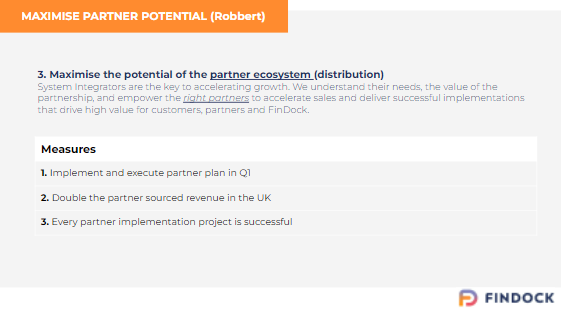 MAXIMISE PARTNER POTENTIAL (Robbert)
3. Maximise the potential of the partner ecosystem (distribution)
System Integrators are the key to accelerating growth. We understand their needs, the value of the
partnership, and empower the right partners to accelerate sales and deliver successful implementations
that drive high value for customers, partners and FinDock.
Measures
1. Implement and execute partner plan in Q1
2. Double the partner sourced revenue in the UK
3. Every partner implementation project is successful
FINDOCK